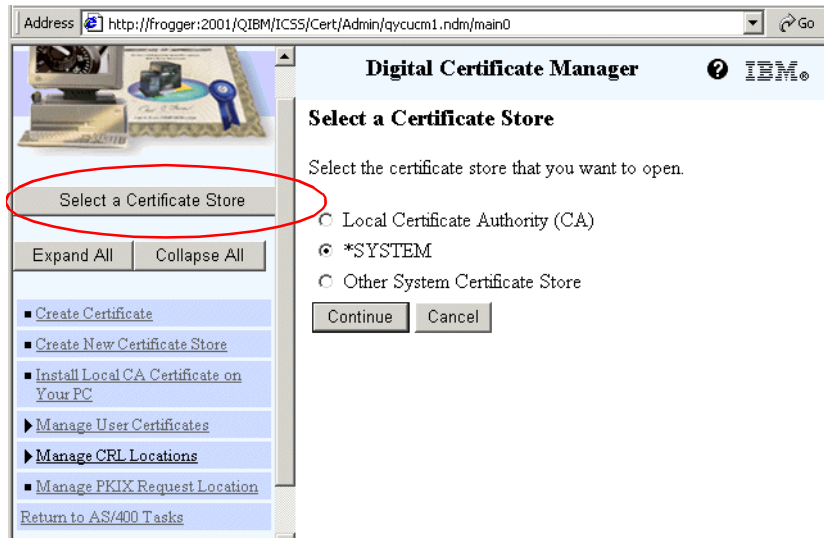 Address http://frogger:2001/QIBM/ICSS/Cert/Admin/qycucm1.ndm/main0 Go
Digital Certificate Manager IBM®
Select a Certificate Store
Select the certificate store that you want to open.
Local Certificate Authority (CA)
*SYSTEM
Other System Certificate Store
Continue Cancel
Select a Certificate Store
Expand All Collapse All
Create Certificate
Create New Certificate Store
Install Local CA Certificate on
Your PC
Manage User Certificates
Manage CRL Locations
Manage PKIX Request Location
Return to AS/400 Tasks